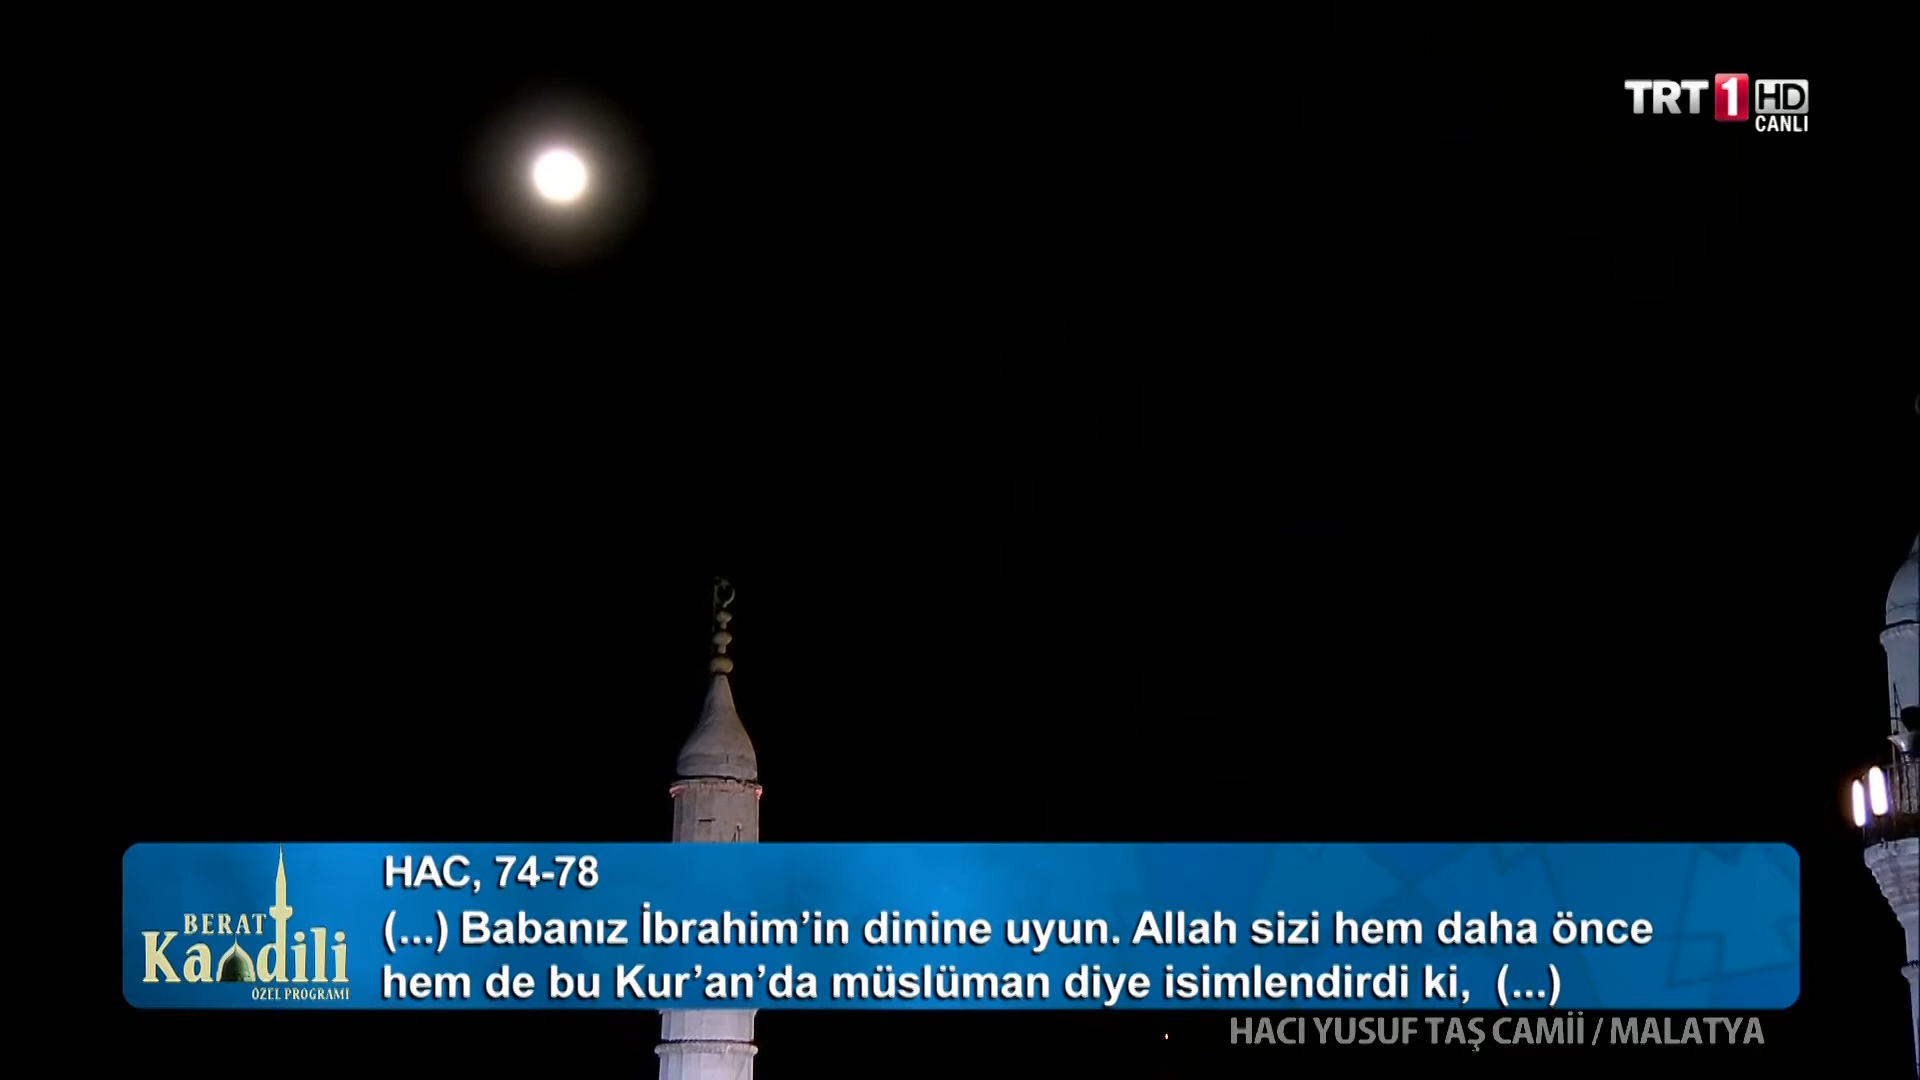 TRT 1 HD
CANLI
HAC, 74-78
(...) Babanız İbrahim’in dinine uyun. Allah sizi hem daha önce
hem de bu Kur’an’da müslüman diye isimlendirdi ki, (...)
BERAT
Kandili
ÖZEL PROGRAMI
HACI YUSUF TAŞ CAMİİ / MALATYA